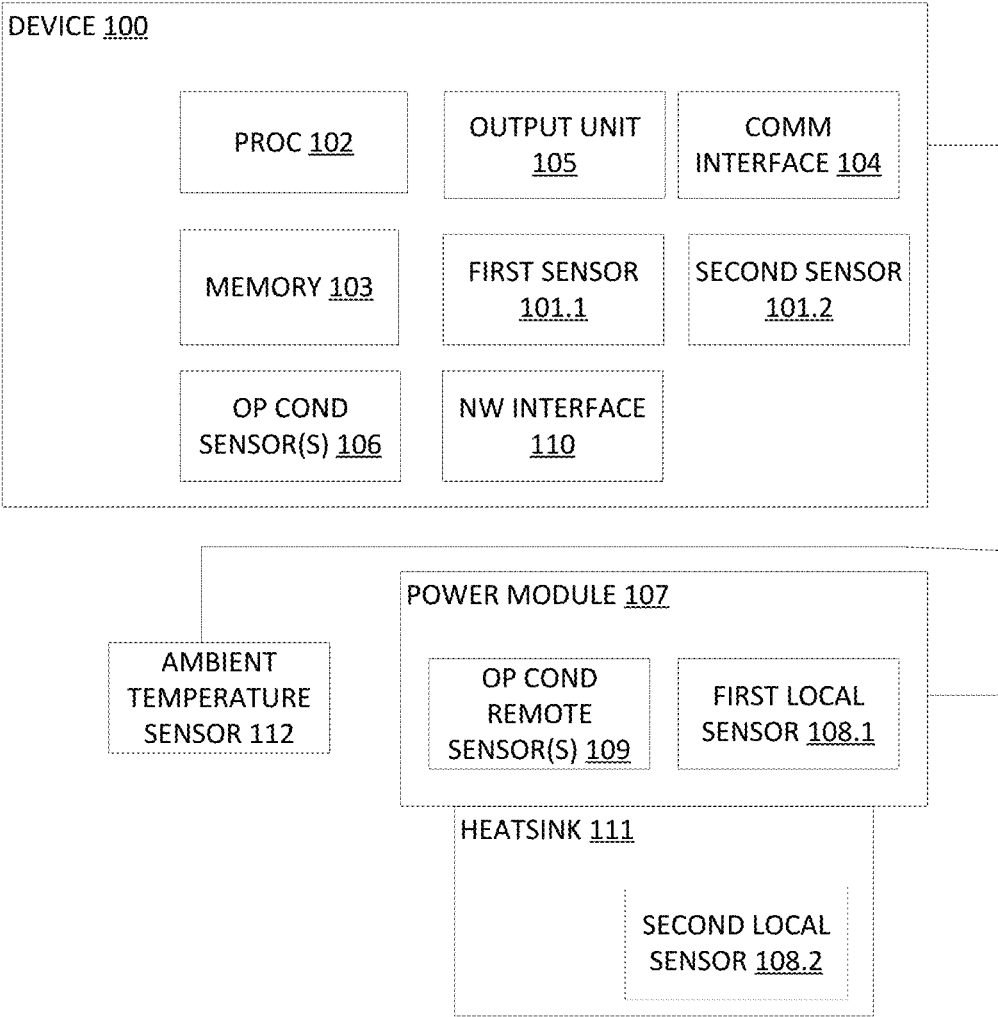 DEVICE 100
PROC 102
OUTPUT UNIT
105
COMM
INTERFACE 104
MEMORY 103
FIRST SENSOR
101.1
SECOND SENSOR
101.2
OP COND
SENSOR(S) 106
NW INTERFACE
110
POWER MODULE 107
AMBIENT
TEMPERATURE
SENSOR 112
OP COND
REMOTE
SENSOR(S) 109
FIRST LOCAL
SENSOR 108.1
HEATSINK 111
SECOND LOCAL
SENSOR 108.2